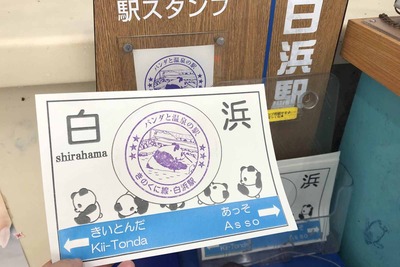 駅スタンプ
白浜駅
白 浜
shirahama
パンダと温泉の駅
きのくに線・白浜駅
きいとんだ
Kii-Tonda
あっそ
Asso
浜